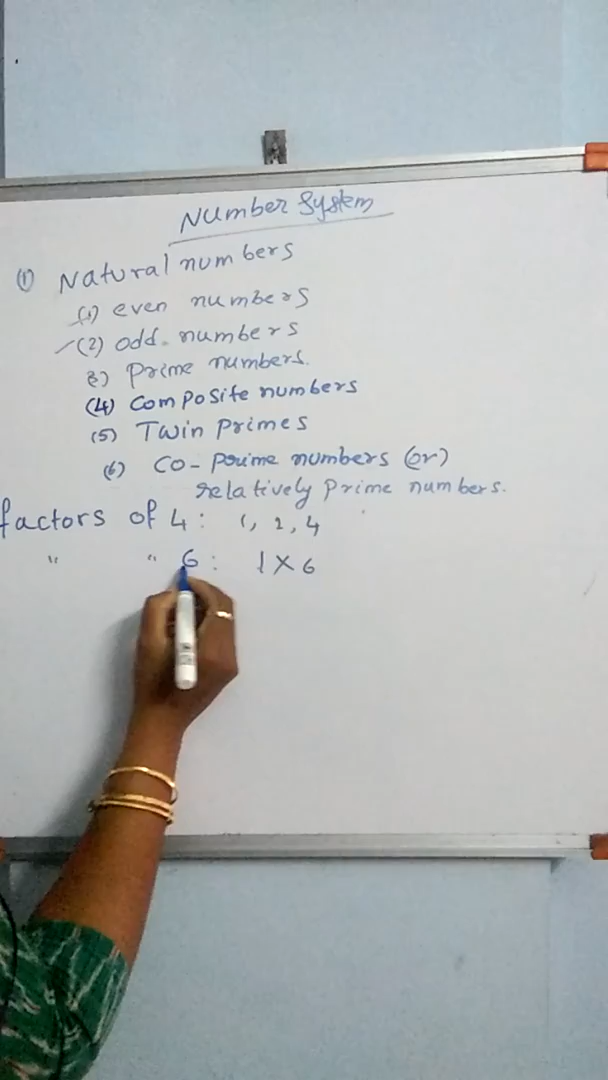 Number System
(1) Natural numbers
(1) even numbers
(2) odd numbers
3) Prime numbers.
(4) Composite numbers
(5) Twin primes
(6) Co-prime numbers (or)
relatively prime numbers.
factors of 4: 1, 2, 4
" " 6: 1 × 6